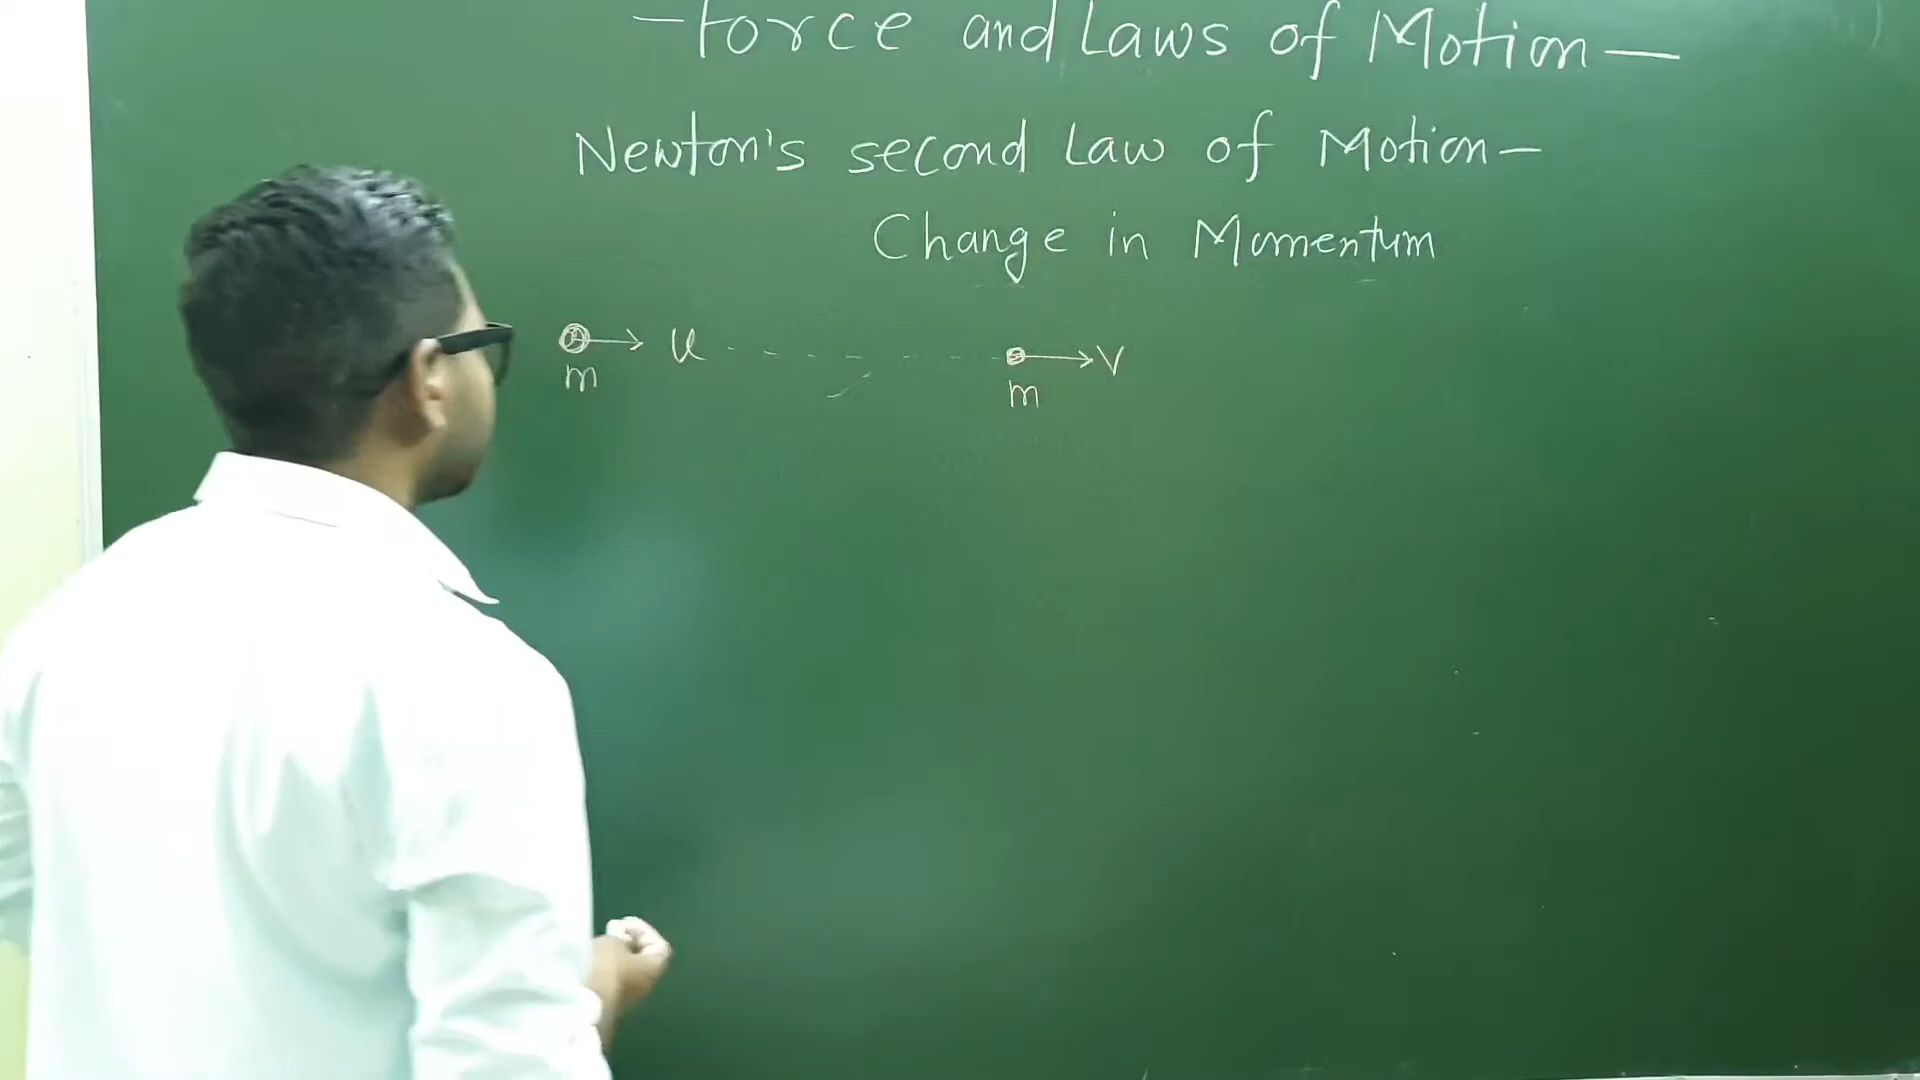 -Force and Laws of Motion-
Newton's second Law of Motion-
Change in Momentum
u v
m m